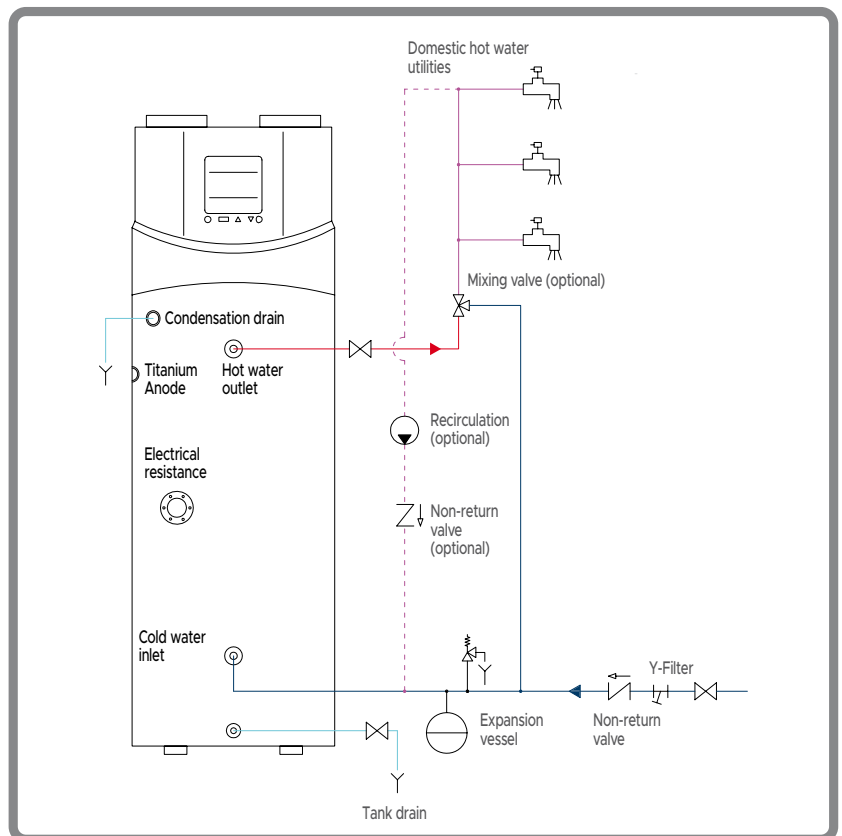 Domestic hot water
utilities
Mixing valve (optional)
Condensation drain
Titanium
Anode
Hot water
outlet
Recirculation
(optional)
Electrical
resistance
Non-return
valve
(optional)
Cold water
inlet
Y-Filter
Expansion
vessel
Non-return
valve
Tank drain